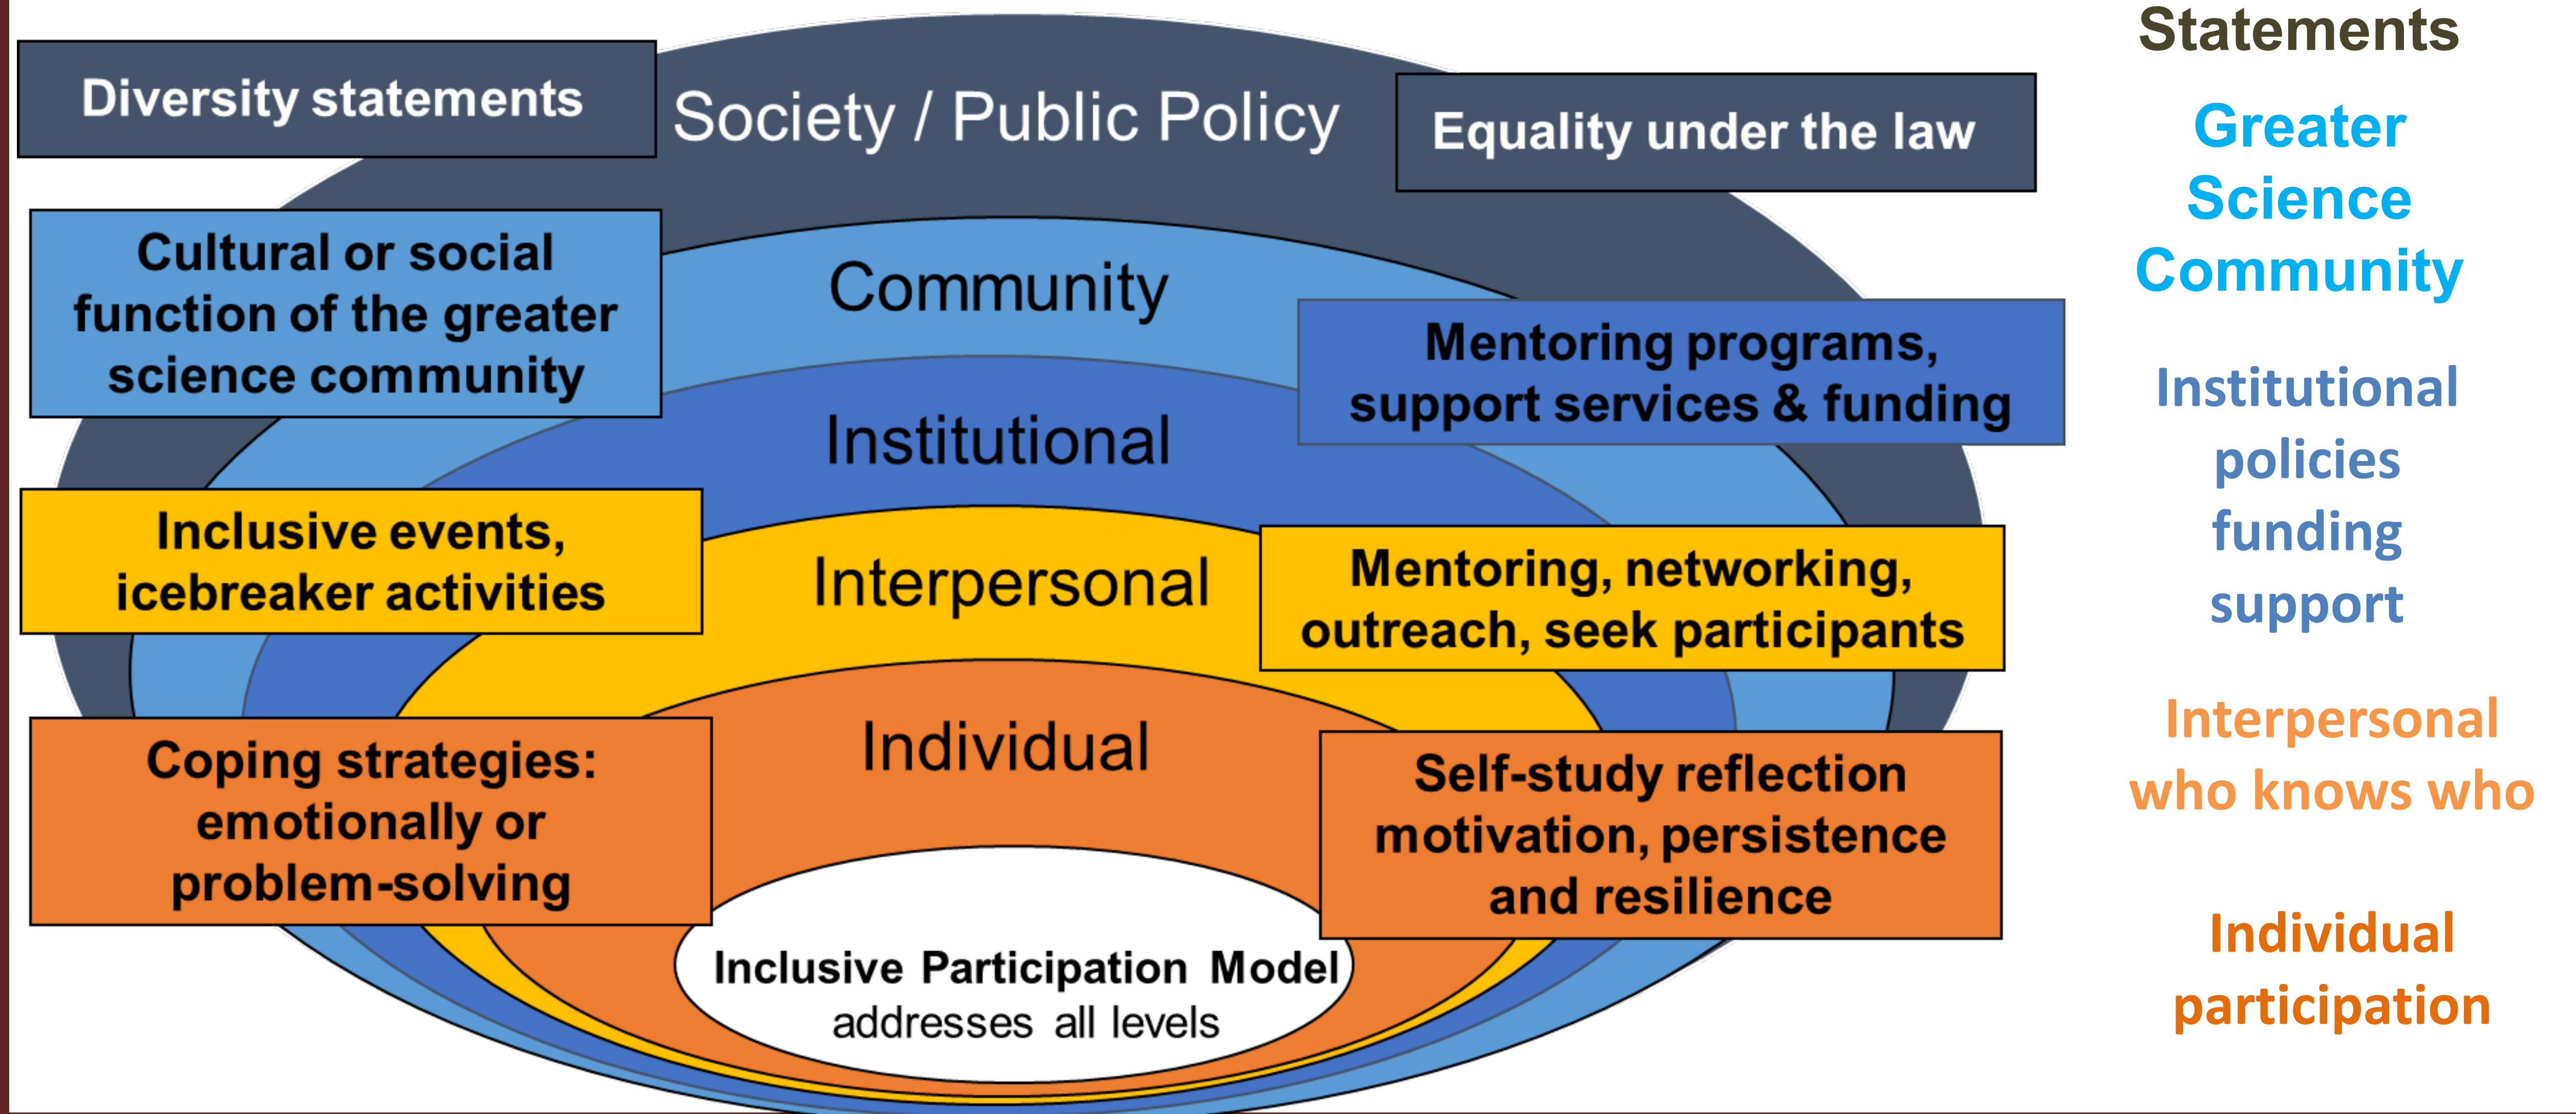 Diversity statements
Society / Public Policy
Equality under the law
Cultural or social
function of the greater
science community
Community
Mentoring programs,
support services & funding
Institutional
Inclusive events,
icebreaker activities
Interpersonal
Mentoring, networking,
outreach, seek participants
Coping strategies:
emotionally or
problem-solving
Individual
Self-study reflection
motivation, persistence
and resilience
Inclusive Participation Model
addresses all levels
Statements
Greater
Science
Community
Institutional
policies
funding
support
Interpersonal
who knows who
Individual
participation